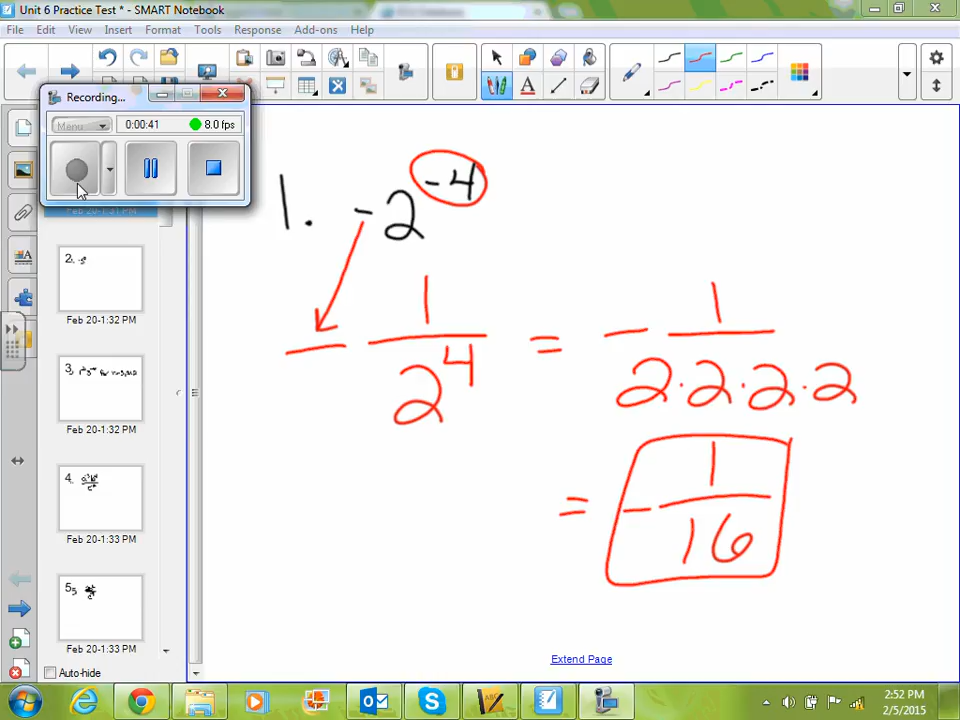 Unit 6 Practice Test * - SMART Notebook
File Edit View Insert Format Tools Response Add-ons Help
Recording...
Menu 0:00:41 8.0 fps
1. -2^-4
- 1/2^4 = - 1/2·2·2·2
= - 1/16
Feb 20-1:31 PM
2.
Feb 20-1:32 PM
3.
Feb 20-1:32 PM
4.
Feb 20-1:33 PM
5.
Feb 20-1:33 PM
Auto-hide
Extend Page
2:52 PM
2/5/2015